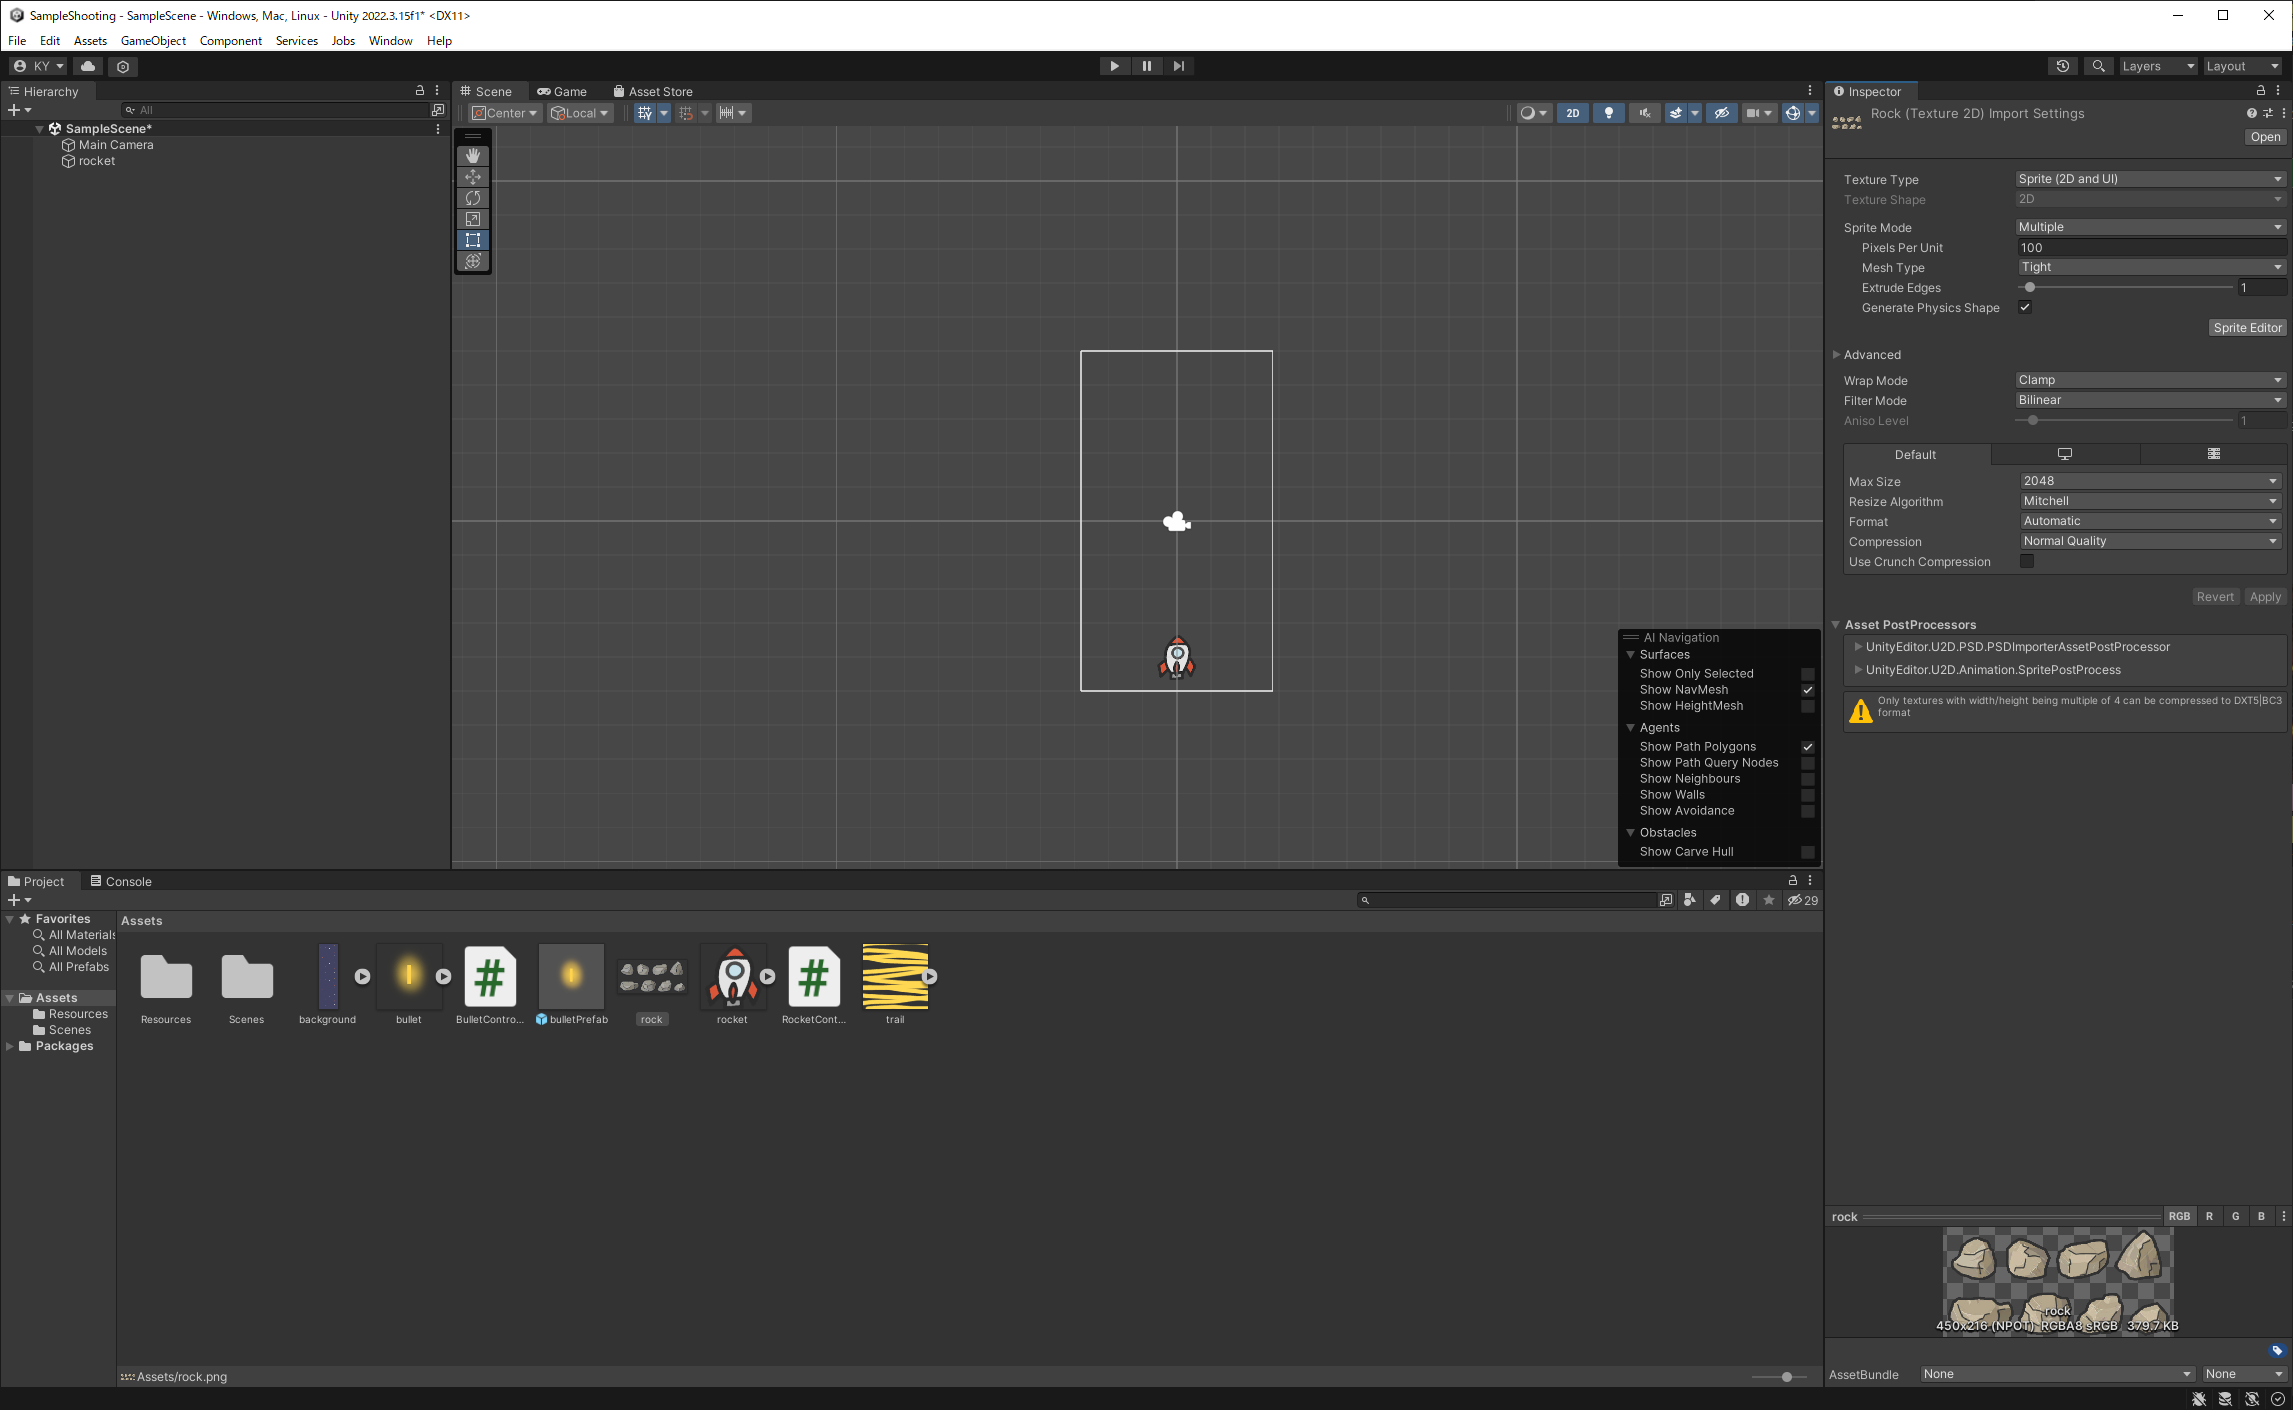 SampleShooting - SampleScene - Windows, Mac, Linux - Unity 2022.3.15f1* <DX11>
File Edit Assets GameObject Component Services Jobs Window Help
KY
Layers Layout
Hierarchy
All
SampleScene*
Main Camera
rocket
Scene Game Asset Store
Center Local
2D
AI Navigation
Surfaces
Show Only Selected
Show NavMesh
Show HeightMesh
Agents
Show Path Polygons
Show Path Query Nodes
Show Neighbours
Show Walls
Show Avoidance
Obstacles
Show Carve Hull
Inspector
Rock (Texture 2D) Import Settings
Open
Texture Type Sprite (2D and UI)
Texture Shape 2D
Sprite Mode Multiple
Pixels Per Unit 100
Mesh Type Tight
Extrude Edges 1
Generate Physics Shape
Sprite Editor
Advanced
Wrap Mode Clamp
Filter Mode Bilinear
Aniso Level 1
Default
Max Size 2048
Resize Algorithm Mitchell
Format Automatic
Compression Normal Quality
Use Crunch Compression
Revert Apply
Asset PostProcessors
UnityEditor.U2D.PSD.PSDImporterAssetPostProcessor
UnityEditor.U2D.Animation.SpritePostProcess
Only textures with width/height being multiple of 4 can be compressed to DXT5|BC3
format
Project Console
29
Favorites
All Materials
All Models
All Prefabs
Assets
Resources
Scenes
Packages
Assets
Resources Scenes background bullet BulletContro... bulletPrefab rock rocket RocketCont... trail
Assets/rock.png
rock RGB R G B
rock
450x216 (NPOT) RGBA8 sRGB 379.7 KB
AssetBundle None None